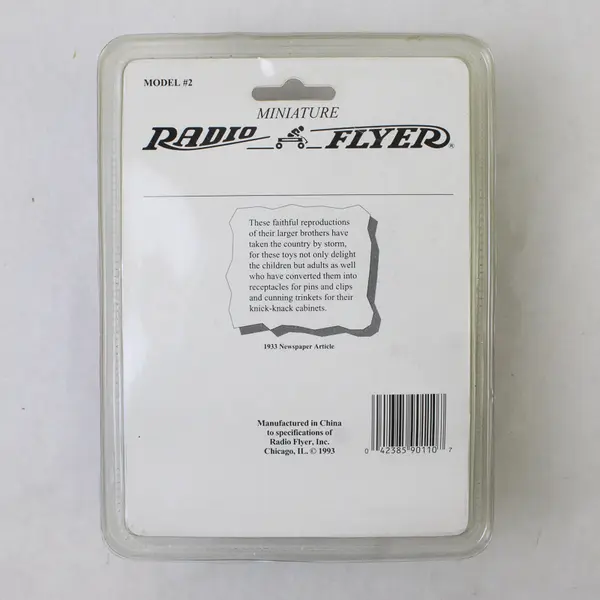 MODEL #2
MINIATURE
RADIO FLYER®
These faithful reproductions
of their larger brothers have
taken the country by storm,
for these toys not only delight
the children but adults as well
who have converted them into
receptacles for pins and clips
and cunning trinkets for their
knick-knack cabinets.
1933 Newspaper Article
Manufactured in China
to specifications of
Radio Flyer, Inc.
Chicago, IL. © 1993
0 42385 90110 7